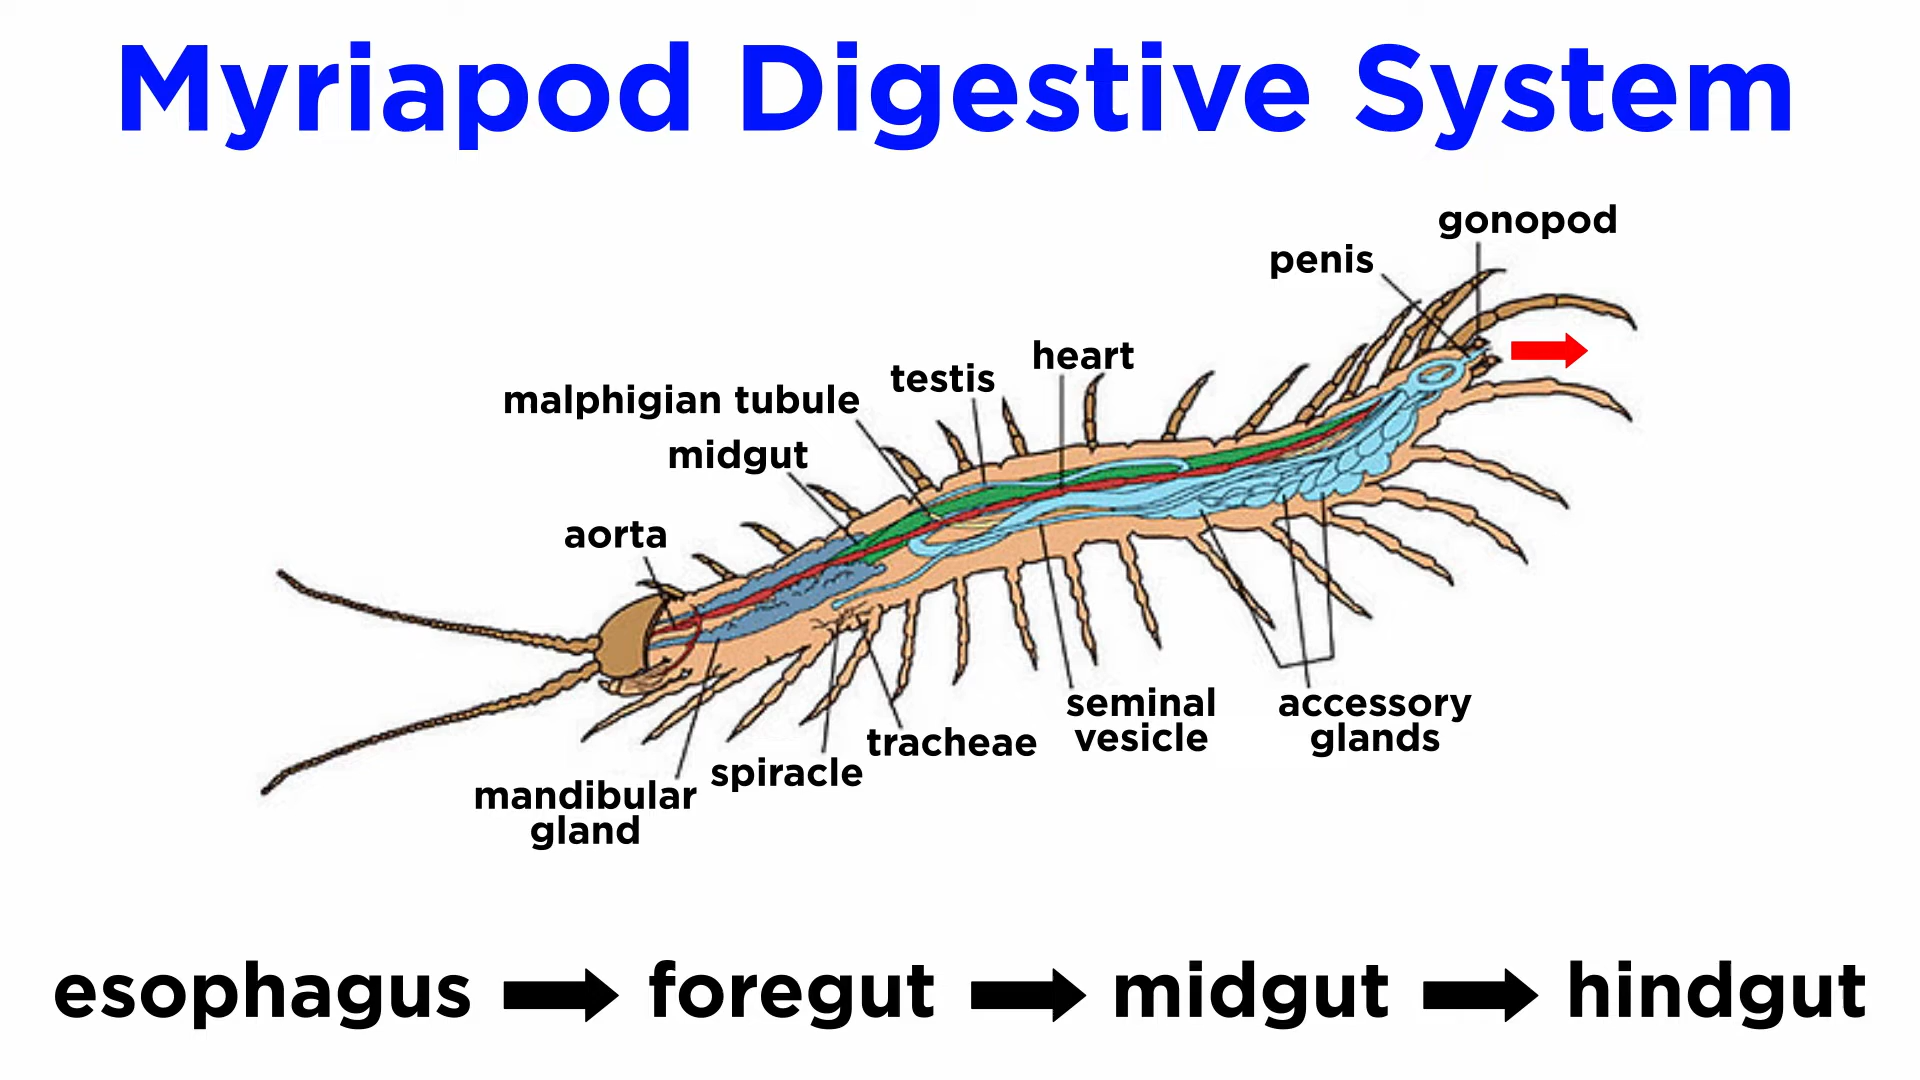 Myriapod Digestive System
gonopod
penis
heart
testis
malphigian tubule
midgut
aorta
seminal
vesicle
accessory
glands
tracheae
spiracle
mandibular
gland
esophagus foregut midgut hindgut